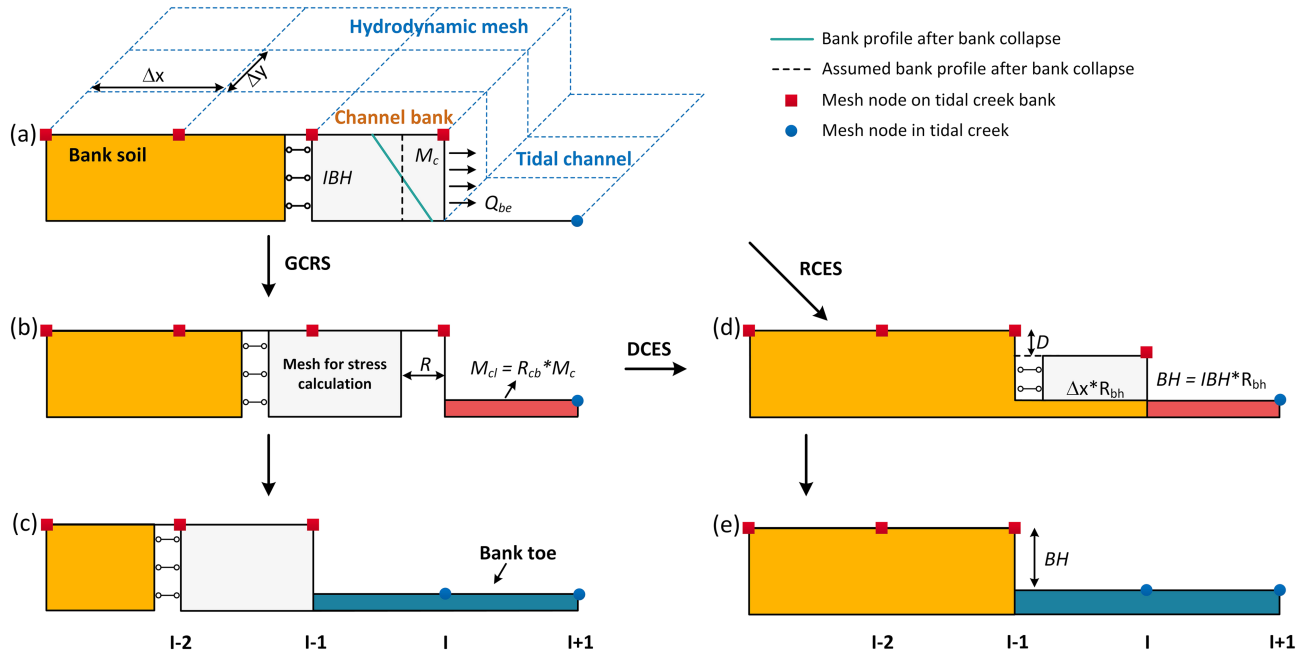 Hydrodynamic mesh
Δx
Δy
Channel bank
Tidal channel
Bank profile after bank collapse
Assumed bank profile after bank collapse
Mesh node on tidal creek bank
Mesh node in tidal creek
(a)
Bank soil
IBH
M_c
Q_be
GCRS
RCES
(b)
Mesh for stress
calculation
R
M_cl = R_cb*M_c
DCES
(d)
D
BH = IBH*R_bh
Δx*R_bh
(c)
Bank toe
(e)
BH
I-2
I-1
I
I+1
I-2
I-1
I
I+1